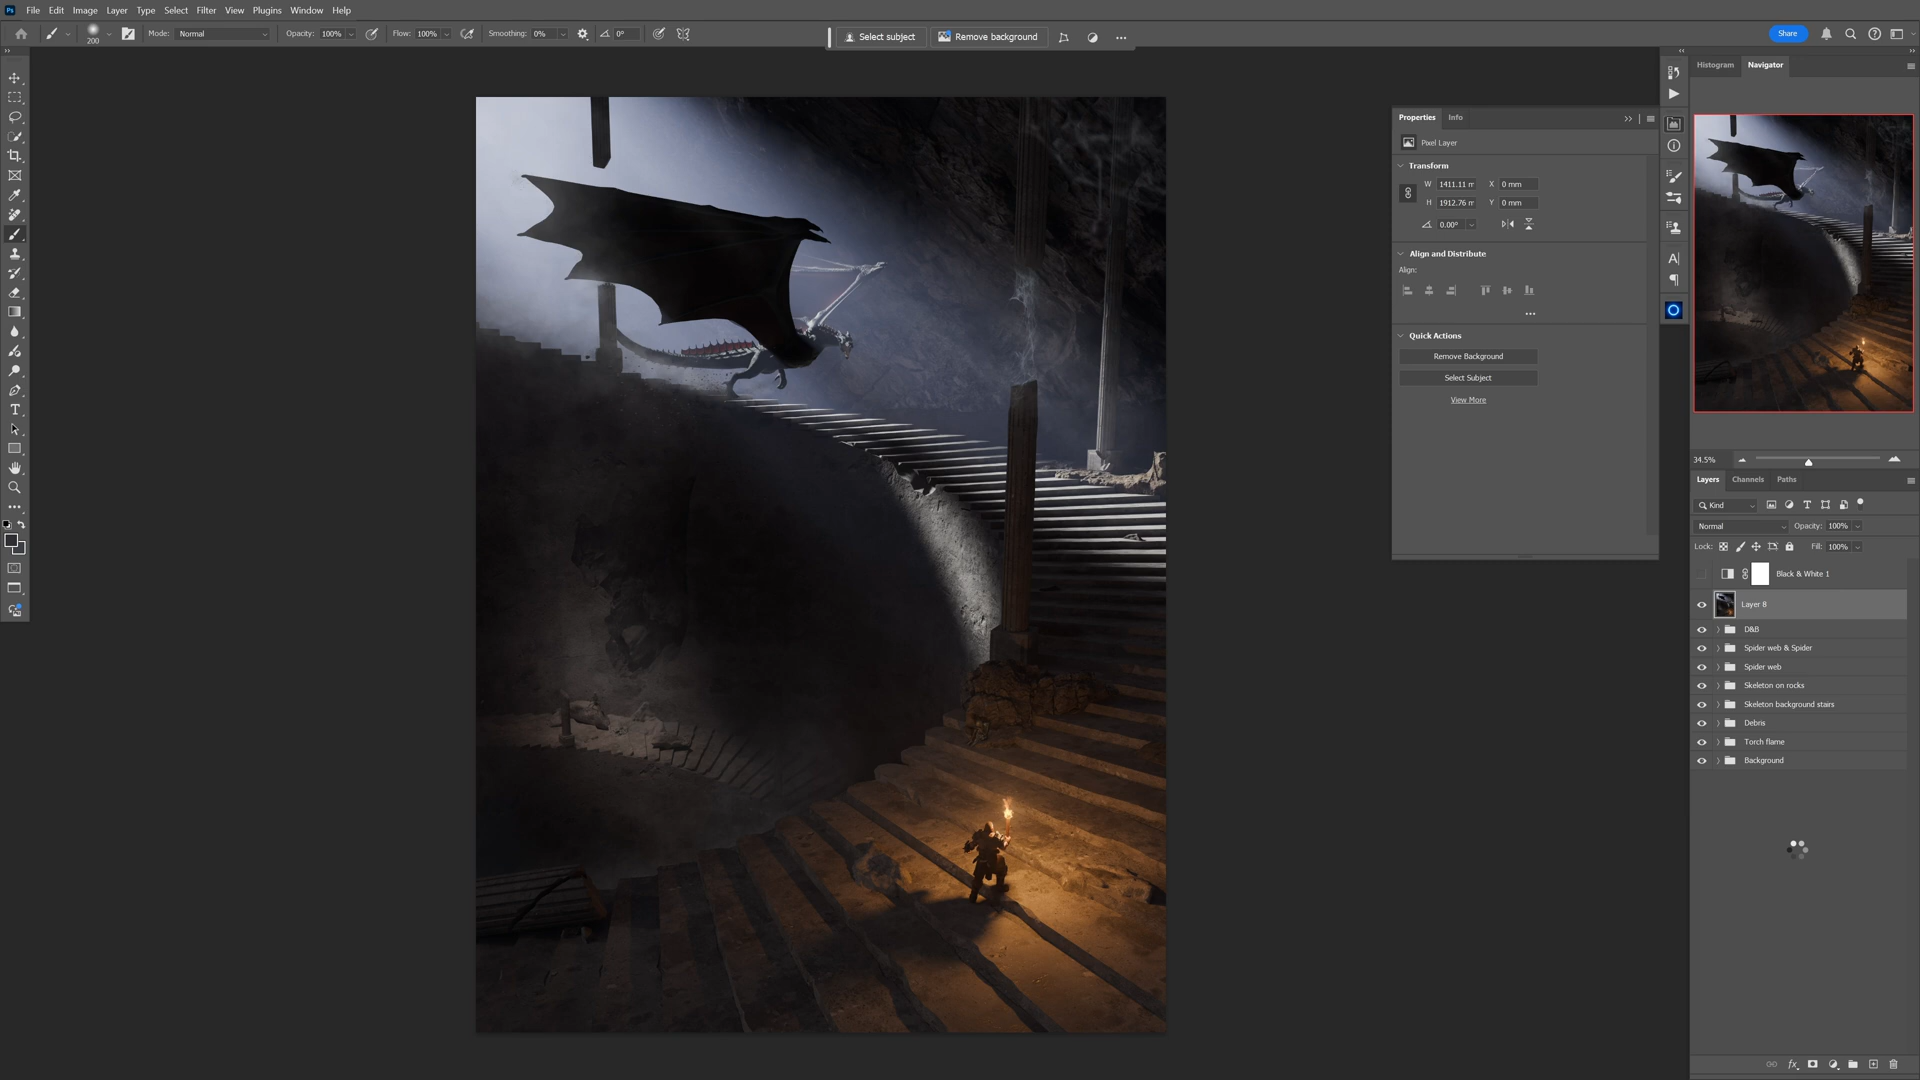 Ps File Edit Image Layer Type Select Filter View Plugins Window Help
200 Mode: Normal Opacity: 100% Flow: 100% Smoothing: 0% 0° Select subject Remove background Share
Histogram Navigator
Properties Info
Pixel Layer
Transform
W 1411.11 m X 0 mm
H 1912.76 m Y 0 mm
0.00°
Align and Distribute
Align:
Quick Actions
Remove Background
Select Subject
View More
34.5%
Layers Channels Paths
Kind
Normal Opacity: 100%
Lock: Fill: 100%
Black & White 1
Layer 8
D&B
Spider web & Spider
Spider web
Skeleton on rocks
Skeleton background stairs
Debris
Torch flame
Background